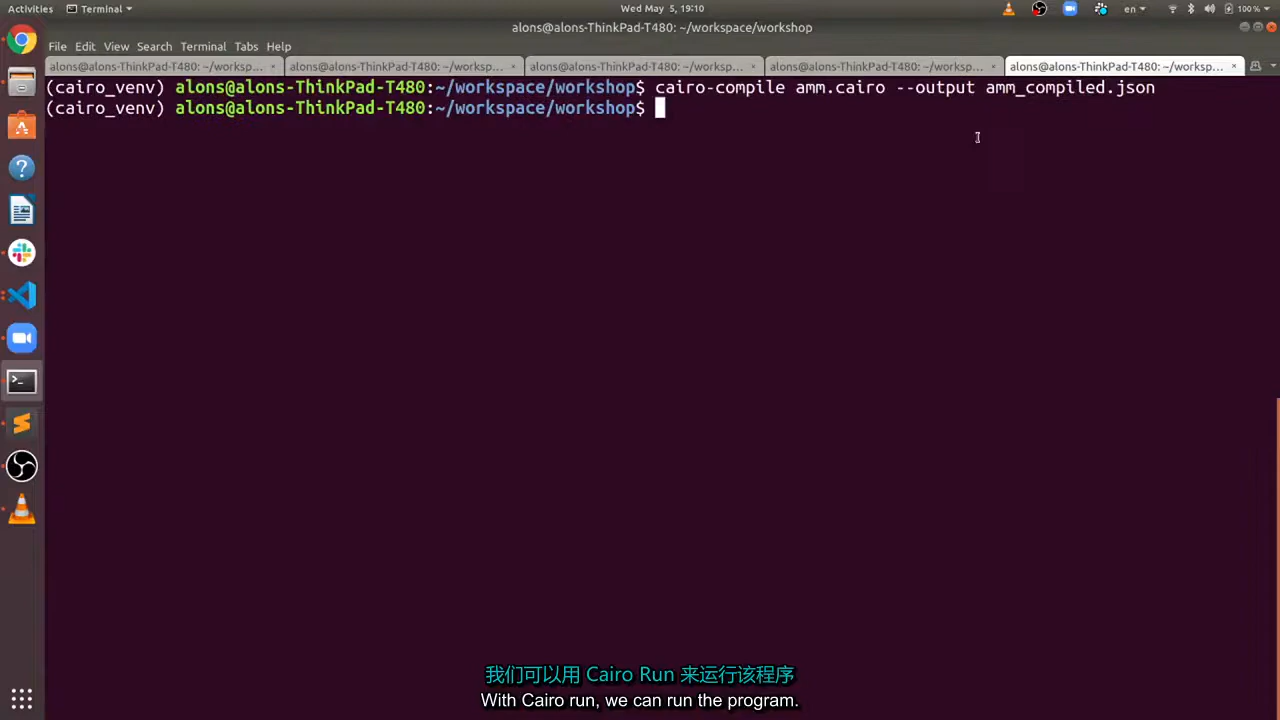 Activities Terminal Wed May 5, 19:10 en 100 %
alons@alons-ThinkPad-T480: ~/workspace/workshop
File Edit View Search Terminal Tabs Help
alons@alons-ThinkPad-T480: ~/worksp... × alons@alons-ThinkPad-T480: ~/worksp... × alons@alons-ThinkPad-T480: ~/worksp... × alons@alons-ThinkPad-T480: ~/worksp... × alons@alons-ThinkPad-T480: ~/worksp... ×
(cairo_venv) alons@alons-ThinkPad-T480:~/workspace/workshop$ cairo-compile amm.cairo --output amm_compiled.json
(cairo_venv) alons@alons-ThinkPad-T480:~/workspace/workshop$
我们可以用 Cairo Run 来运行该程序
With Cairo run, we can run the program.